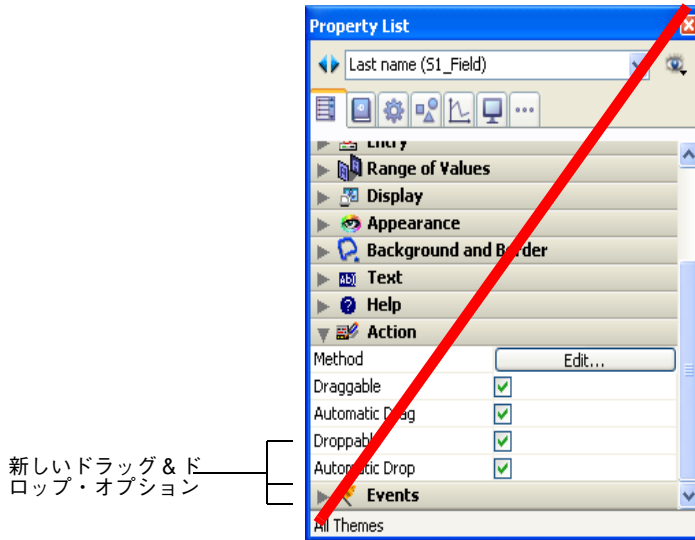 Property List
Last name (S1_Field)
Entry
Range of Values
Display
Appearance
Background and Border
Text
Help
Action
Method Edit...
Draggable
Automatic Drag
Droppable
Automatic Drop
Events
All Themes
新しいドラッグ＆ド
ロップ・オプション